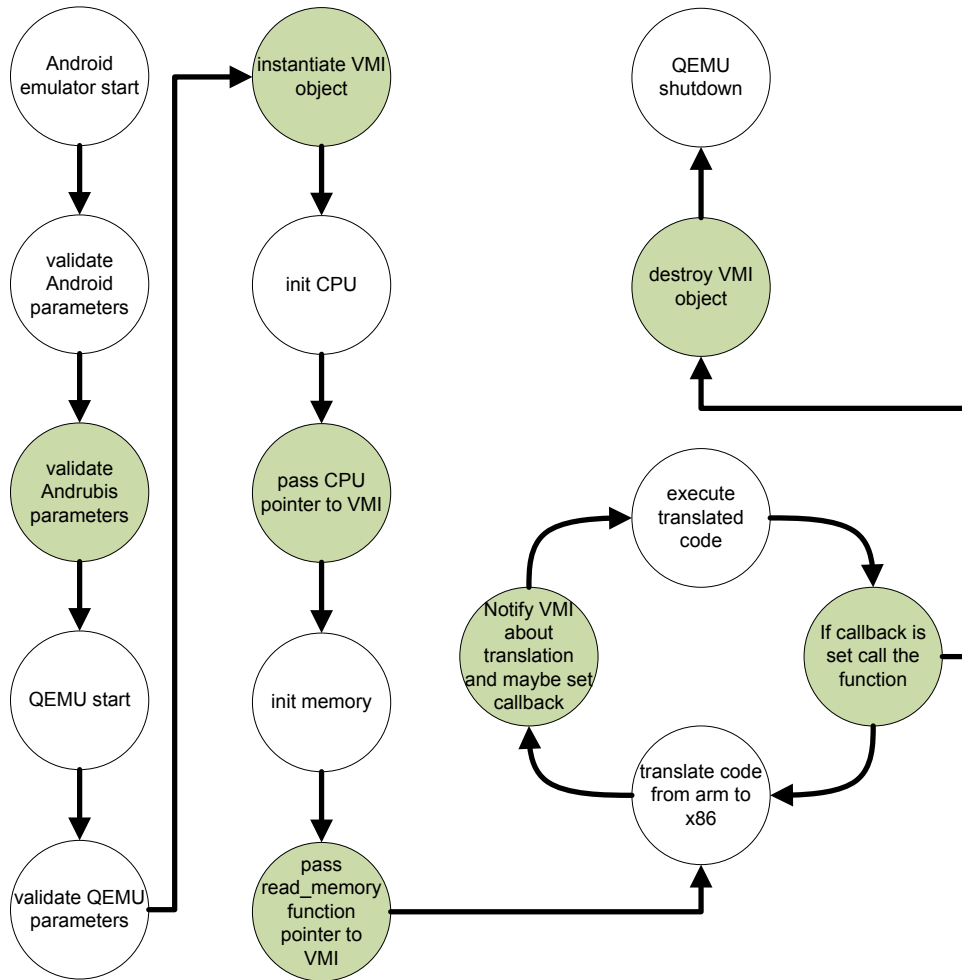 Android
emulator start
validate
Android
parameters
validate
Andrubis
parameters
QEMU start
validate QEMU
parameters
instantiate VMI
object
init CPU
pass CPU
pointer to VMI
init memory
pass
read_memory
function
pointer to
VMI
translate code
from arm to
x86
Notify VMI
about
translation
and maybe set
callback
execute
translated
code
If callback is
set call the
function
destroy VMI
object
QEMU
shutdown